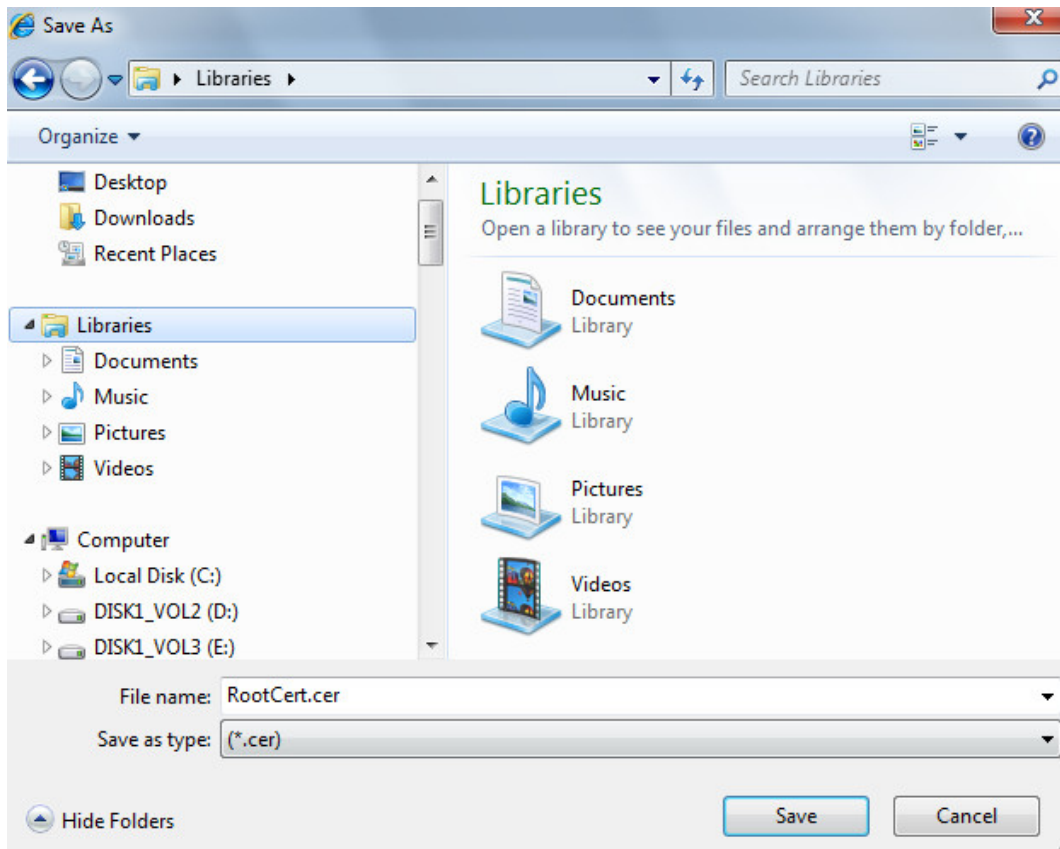 Save As
Libraries
Search Libraries
Organize
Desktop
Downloads
Recent Places
Libraries
Documents
Music
Pictures
Videos
Computer
Local Disk (C:)
DISK1_VOL2 (D:)
DISK1_VOL3 (E:)
Libraries
Open a library to see your files and arrange them by folder,...
Documents
Library
Music
Library
Pictures
Library
Videos
Library
File name: RootCert.cer
Save as type: (*.cer)
Hide Folders
Save Cancel